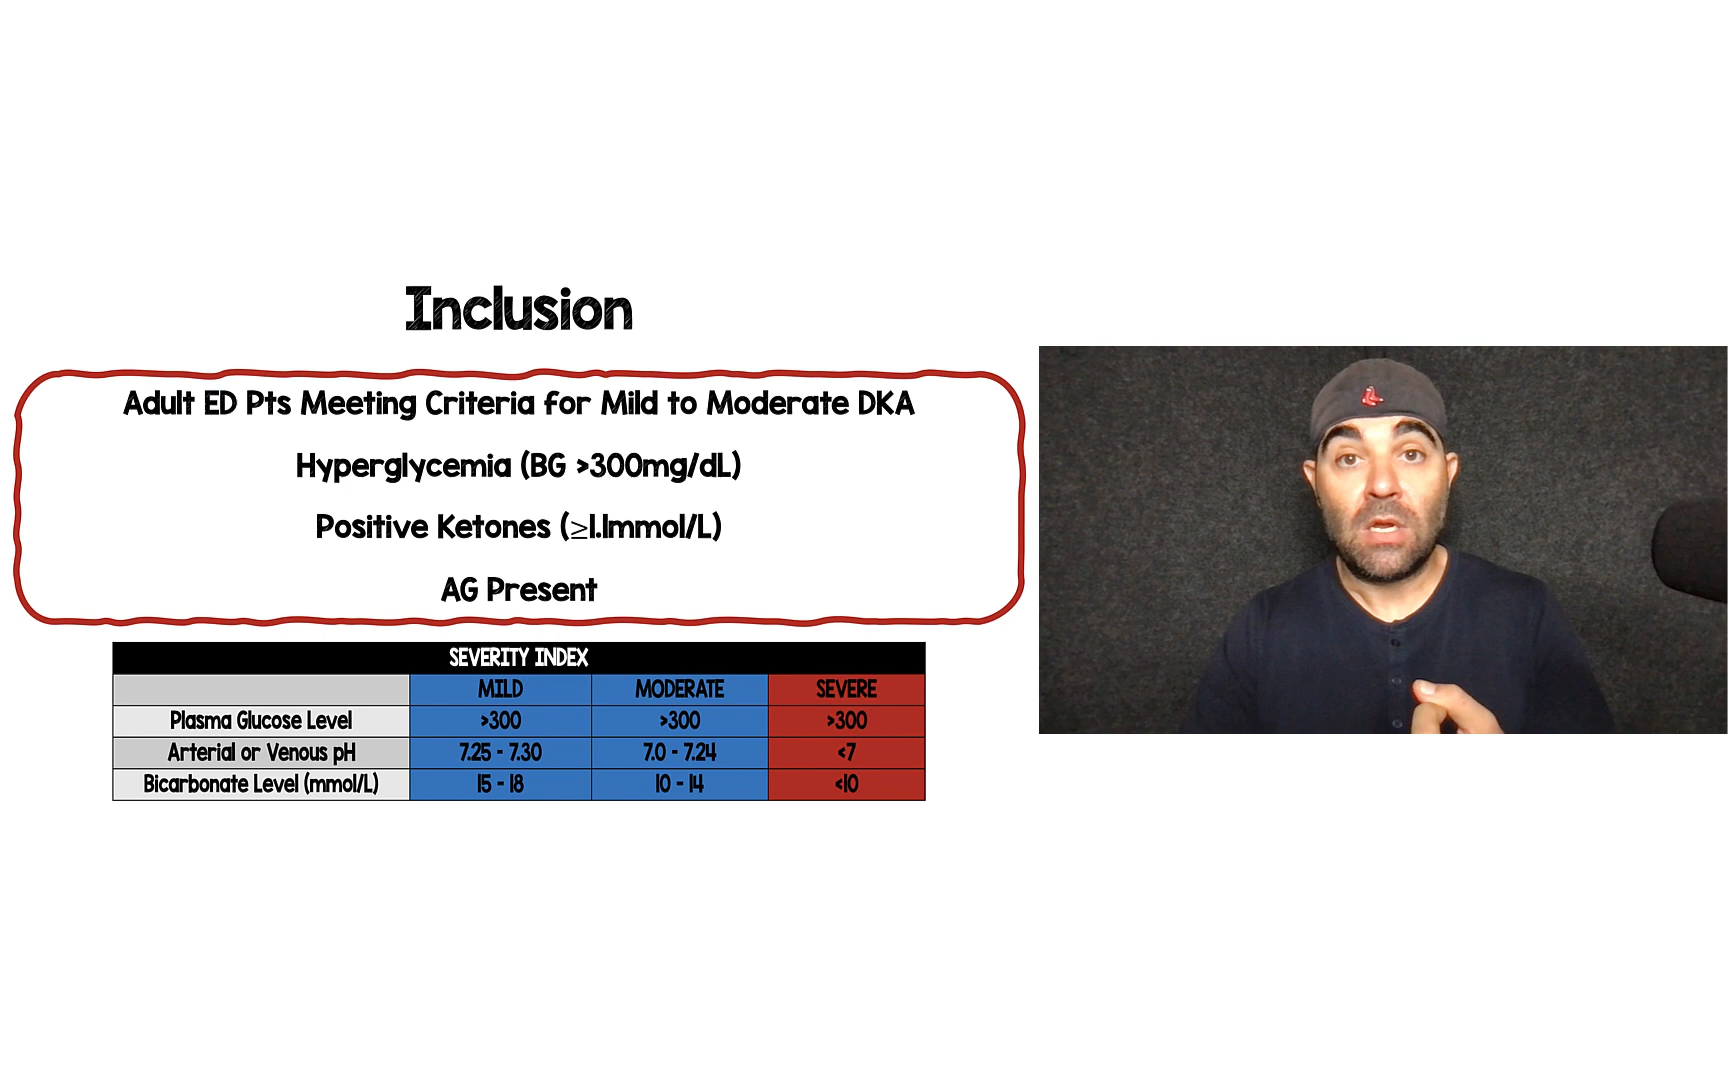 Inclusion
Adult ED Pts Meeting Criteria for Mild to Moderate DKA
Hyperglycemia (BG >300mg/dL)
Positive Ketones (≥1.1mmol/L)
AG Present
SEVERITY INDEX
MILD MODERATE SEVERE
Plasma Glucose Level >300 >300 >300
Arterial or Venous pH 7.25 - 7.30 7.0 - 7.24 <7
Bicarbonate Level (mmol/L) 15 - 18 10 - 14 <10